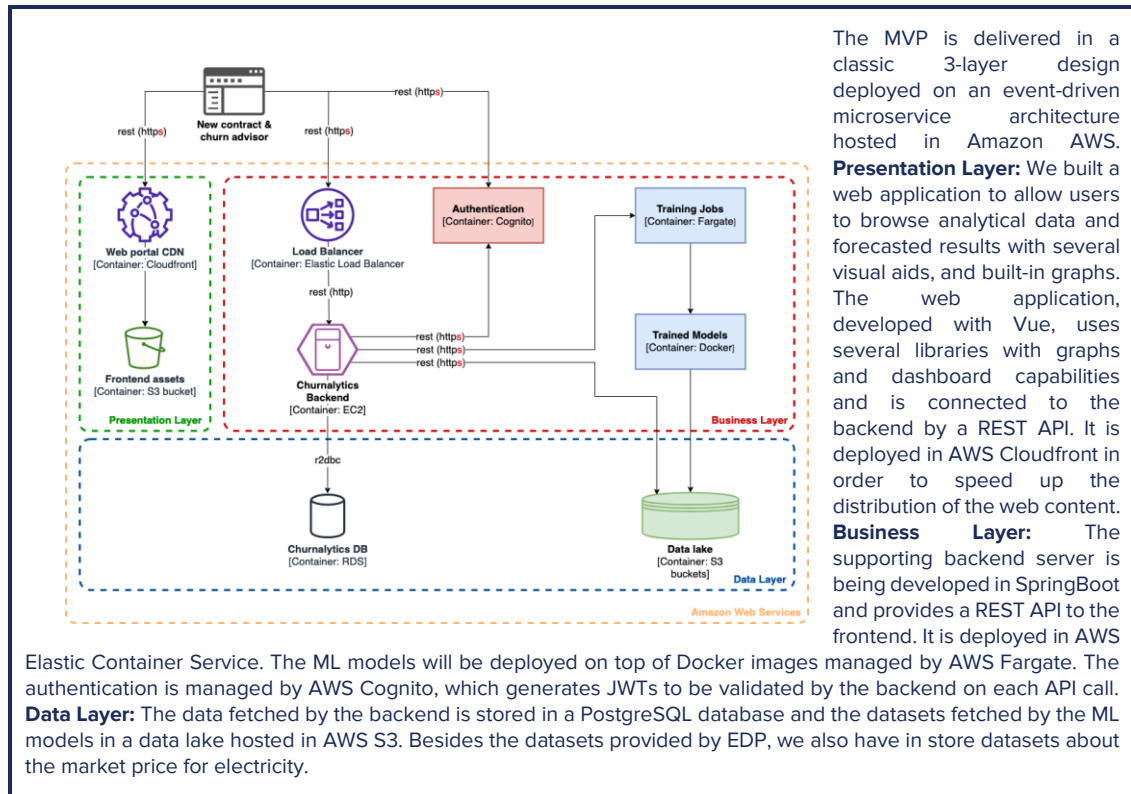 New contract &
churn advisor
rest (https)
rest (https)
rest (https)
Web portal CDN
[Container: Cloudfront]
Frontend assets
[Container: S3 bucket]
Presentation Layer
Load Balancer
[Container: Elastic Load Balancer
rest (http)
Churnalytics
Backend
[Container: EC2]
Authentication
[Container: Cognito]
Training Jobs
[Container: Fargate]
Trained Models
[Container: Docker]
rest (https)
rest (https)
rest (https)
Business Layer
r2dbc
Churnalytics DB
[Container: RDS]
Data lake
[Container: S3
buckets]
Data Layer
Amazon Web Services
The MVP is delivered in a
classic 3-layer design
deployed on an event-driven
microservice architecture
hosted in Amazon AWS.
Presentation Layer: We built a
web application to allow users
to browse analytical data and
forecasted results with several
visual aids, and built-in graphs.
The web application,
developed with Vue, uses
several libraries with graphs
and dashboard capabilities
and is connected to the
backend by a REST API. It is
deployed in AWS Cloudfront in
order to speed up the
distribution of the web content.
Business Layer: The
supporting backend server is
being developed in SpringBoot
and provides a REST API to the
frontend. It is deployed in AWS
Elastic Container Service. The ML models will be deployed on top of Docker images managed by AWS Fargate. The
authentication is managed by AWS Cognito, which generates JWTs to be validated by the backend on each API call.
Data Layer: The data fetched by the backend is stored in a PostgreSQL database and the datasets fetched by the ML
models in a data lake hosted in AWS S3. Besides the datasets provided by EDP, we also have in store datasets about
the market price for electricity.